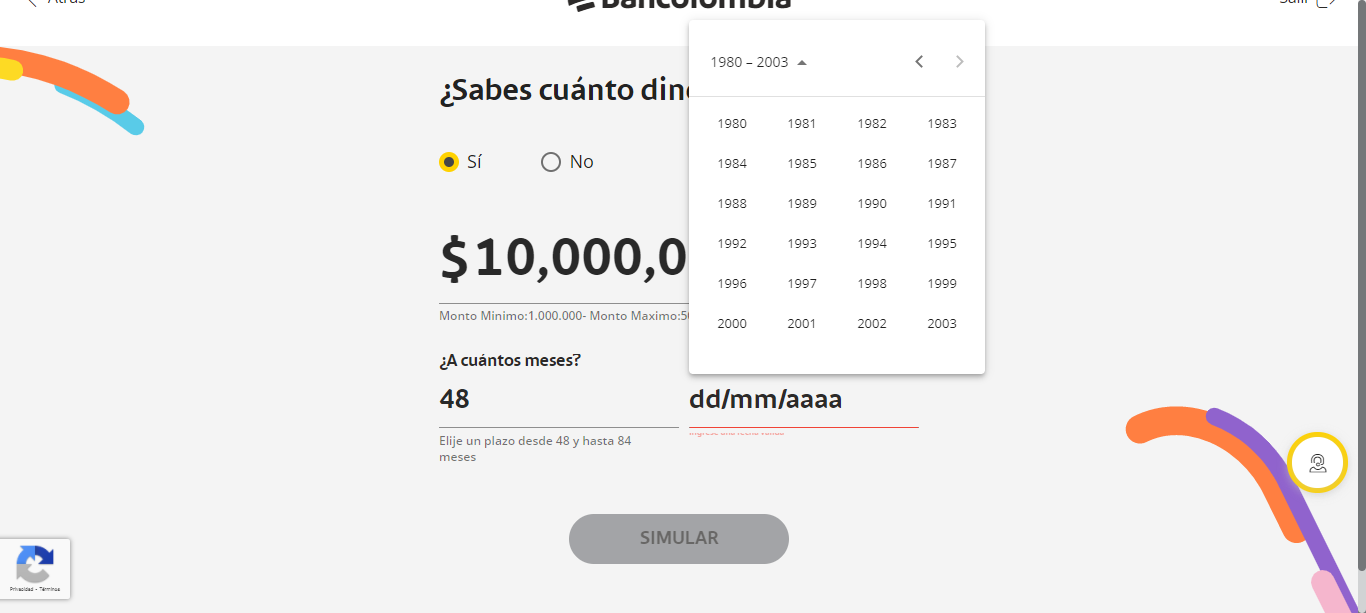 Atrás
Bancolombia
Salir
¿Sabes cuánto dine
Sí
No
$10,000,0
Monto Minimo:1.000.000- Monto Maximo:50
1980 – 2003
1980 1981 1982 1983
1984 1985 1986 1987
1988 1989 1990 1991
1992 1993 1994 1995
1996 1997 1998 1999
2000 2001 2002 2003
¿A cuántos meses?
48
Elije un plazo desde 48 y hasta 84
meses
dd/mm/aaaa
SIMULAR
Privacidad - Términos